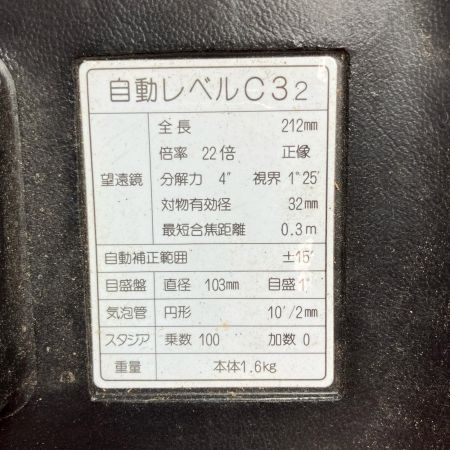 自動レベルC32
望遠鏡
全長 212mm
倍率 22倍 正像
分解力 4″ 視界 1°25′
対物有効径 32mm
最短合焦距離 0.3m
自動補正範囲 ±15′
目盛盤 直径 103mm 目盛 1°
気泡管 円形 10′/2mm
スタジア 乗数 100 加数 0
重量 本体1.6kg